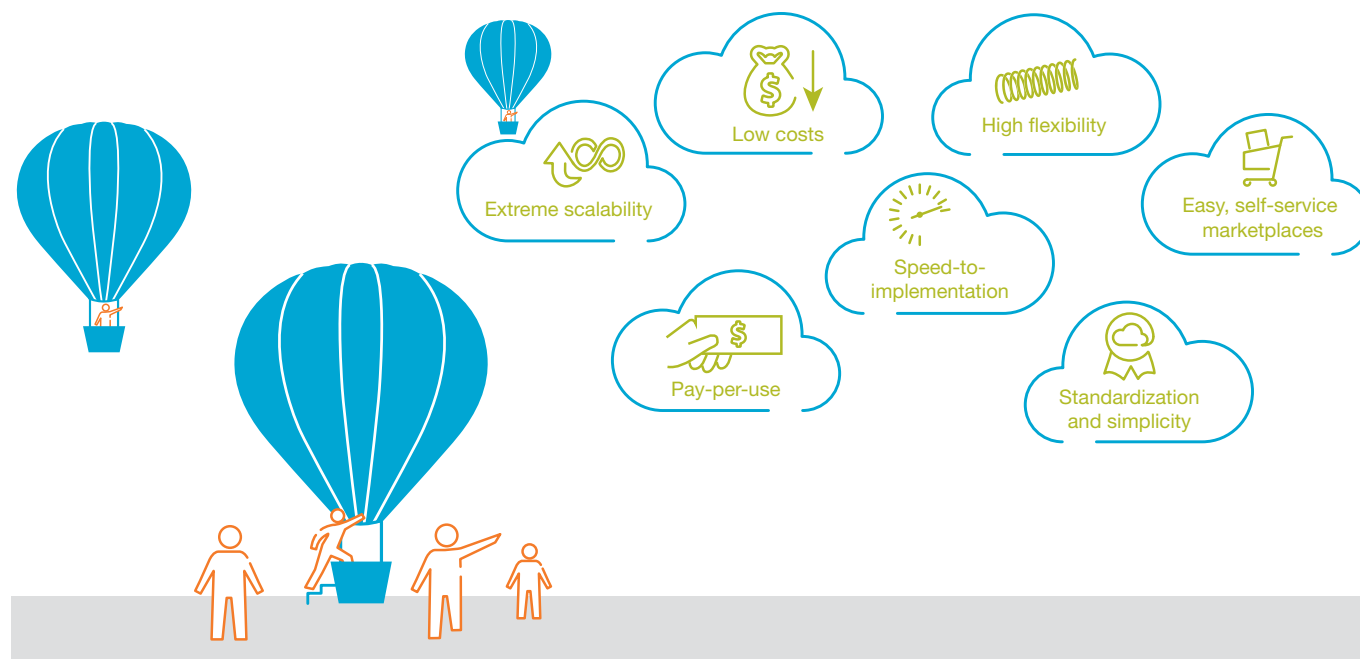 Low costs
High flexibility
Extreme scalability
Easy, self-service
marketplaces
Speed-to-
implementation
$
Pay-per-use
Standardization
and simplicity
$